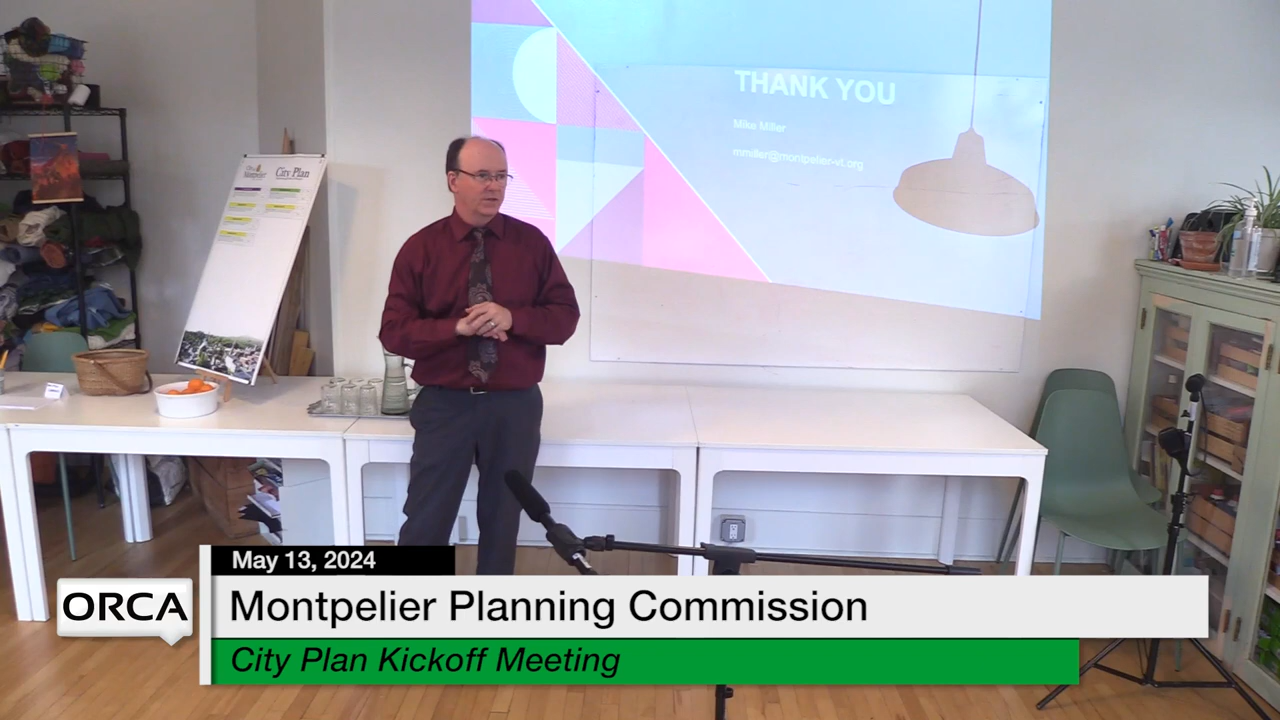 THANK YOU
Mike Miller
mmiller@montpelier-vt.org
Montpelier
City Plan
May 13, 2024
ORCA
Montpelier Planning Commission
City Plan Kickoff Meeting